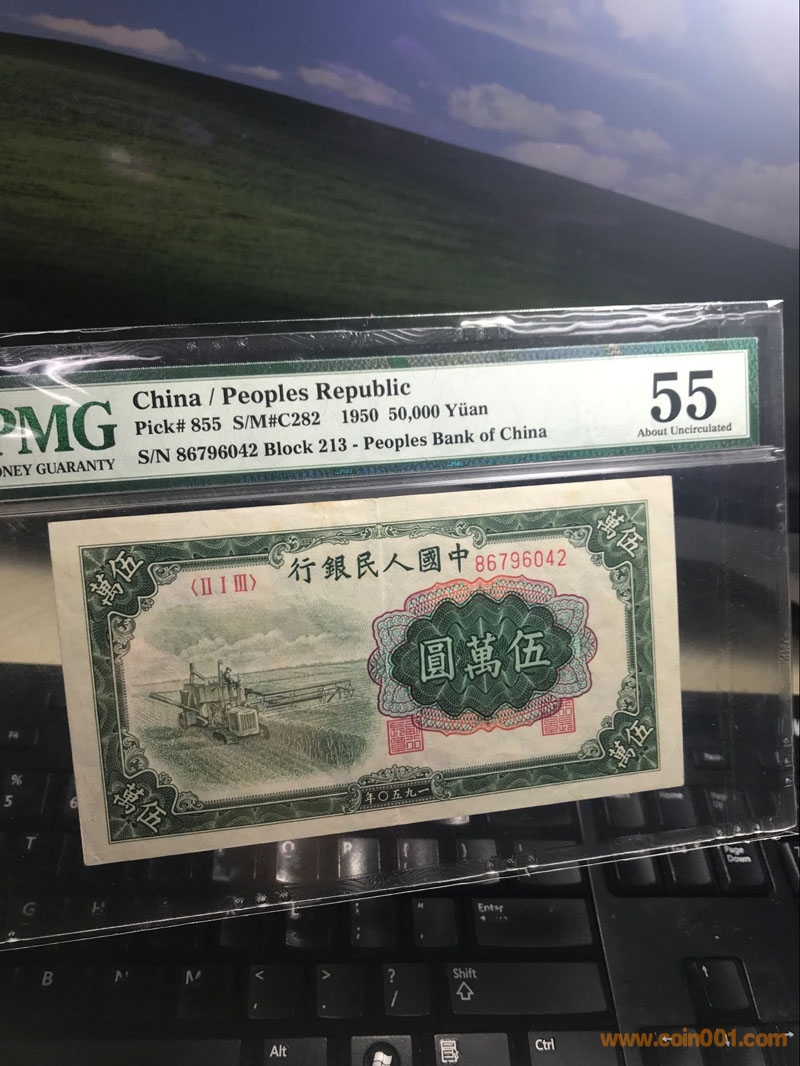 China / Peoples Republic
Pick# 855 S/M#C282 1950 50,000 Yüan
S/N 86796042 Block 213 - Peoples Bank of China
55
About Uncirculated
PMG
MONEY GUARANTY
行銀民人國中
86796042
〈II I III〉
萬伍
萬伍
圓萬伍
萬伍
萬伍
年〇五九一
F4
%
5
6
T
O
P
Page
Down
G
H
Enter
B
N
M
<
,
>
.
?
/
Shift
Alt
Ctrl
www.coin001.com